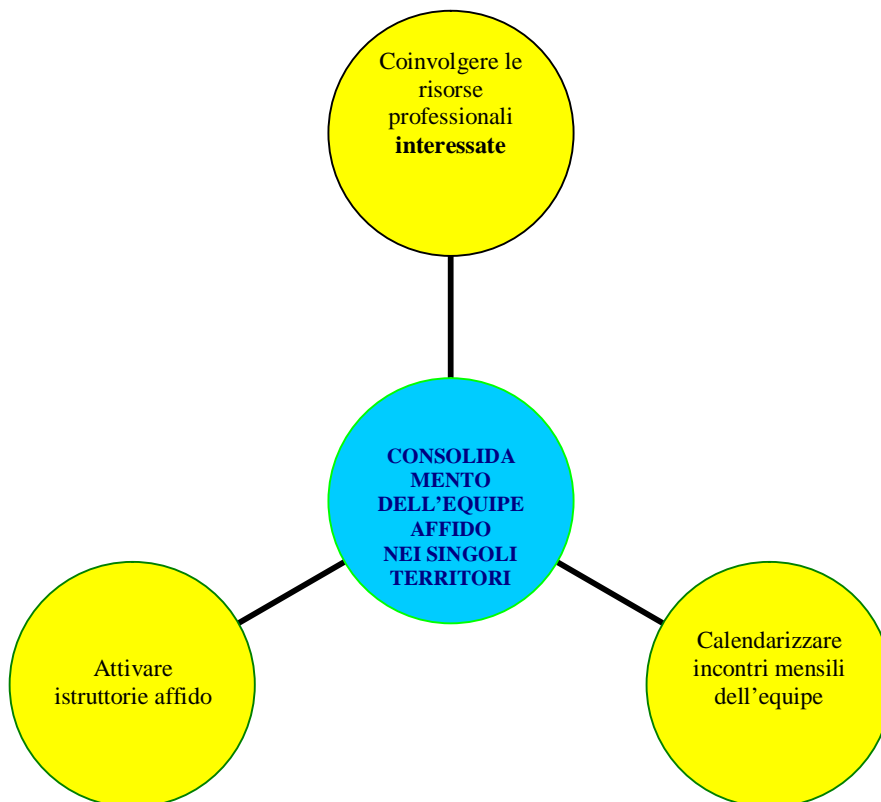 Coinvolgere le
risorse
professionali
interessate
CONSOLIDA
MENTO
DELL’EQUIPE
AFFIDO
NEI SINGOLI
TERRITORI
Attivare
istruttorie affido
Calendarizzare
incontri mensili
dell’equipe